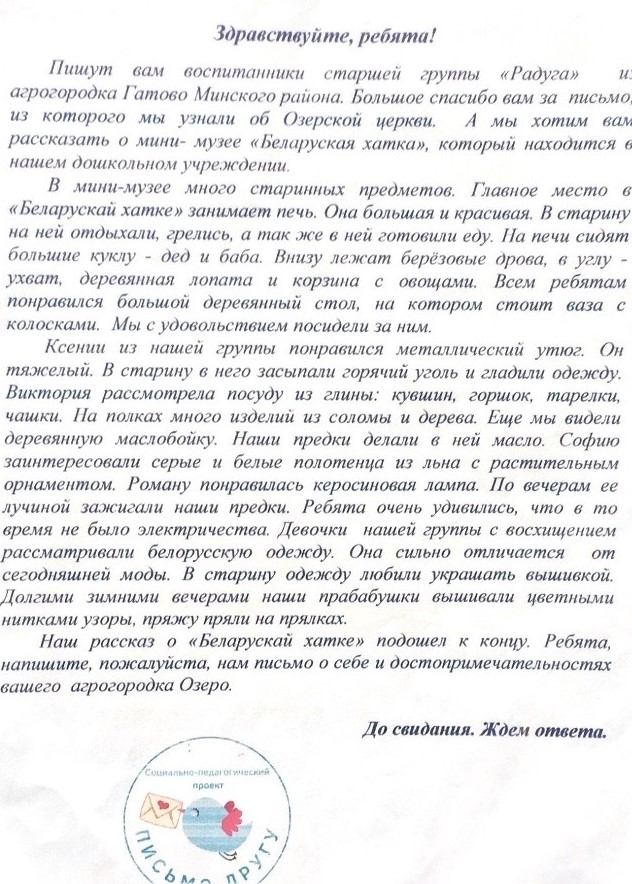 Здравствуйте, ребята!
Пишут вам воспитанники старшей группы «Радуга» из
агрогородка Гатово Минского района. Большое спасибо вам за письмо,
из которого мы узнали об Озерской церкви. А мы хотим вам
рассказать о мини- музее «Беларуская хатка», который находится в
нашем дошкольном учреждении.
В мини-музее много старинных предметов. Главное место в
«Беларускай хатке» занимает печь. Она большая и красивая. В старину
на ней отдыхали, грелись, а так же в ней готовили еду. На печи сидят
большие куклу - дед и баба. Внизу лежат берёзовые дрова, в углу -
ухват, деревянная лопата и корзина с овощами. Всем ребятам
понравился большой деревянный стол, на котором стоит ваза с
колосками. Мы с удовольствием посидели за ним.
Ксении из нашей группы понравился металлический утюг. Он
тяжелый. В старину в него засыпали горячий уголь и гладили одежду.
Виктория рассмотрела посуду из глины: кувшин, горшок, тарелки,
чашки. На полках много изделий из соломы и дерева. Еще мы видели
деревянную маслобойку. Наши предки делали в ней масло. Софию
заинтересовали серые и белые полотенца из льна с растительным
орнаментом. Роману понравилась керосиновая лампа. По вечерам ее
лучиной зажигали наши предки. Ребята очень удивились, что в то
время не было электричества. Девочки нашей группы с восхищением
рассматривали белорусскую одежду. Она сильно отличается от
сегодняшней моды. В старину одежду любили украшать вышивкой.
Долгими зимними вечерами наши прабабушки вышивали цветными
нитками узоры, пряжу пряли на прялках.
Наш рассказ о «Беларускай хатке» подошел к концу. Ребята,
напишите, пожалуйста, нам письмо о себе и достопримечательностях
вашего агрогородка Озеро.
До свидания. Ждем ответа.
Социально-педагогический
проект
ПИСЬМО ДРУГУ